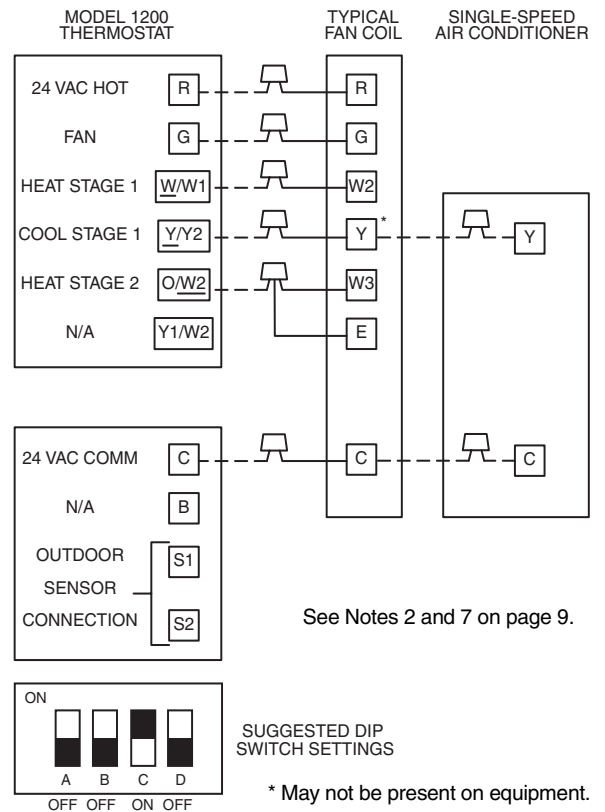 MODEL 1200
THERMOSTAT
TYPICAL
FAN COIL
SINGLE-SPEED
AIR CONDITIONER
24 VAC HOT R R
FAN G G
HEAT STAGE 1 W/W1 W2
COOL STAGE 1 Y/Y2 Y * Y
HEAT STAGE 2 O/W2 W3
N/A Y1/W2 E
24 VAC COMM C C C
N/A B
OUTDOOR S1
SENSOR
CONNECTION S2
See Notes 2 and 7 on page 9.
ON
A B C D
OFF OFF ON OFF
SUGGESTED DIP
SWITCH SETTINGS
* May not be present on equipment.